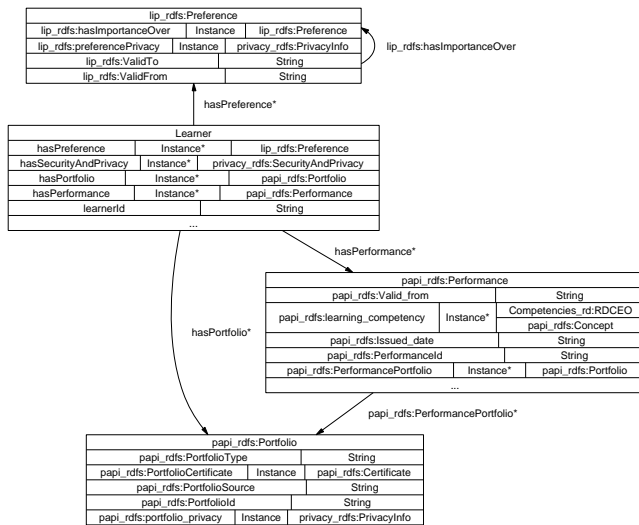 lip_rdfs:Preference
lip_rdfs:hasImportanceOver Instance lip_rdfs:Preference
lip_rdfs:preferencePrivacy Instance privacy_rdfs:PrivacyInfo
lip_rdfs:hasImportanceOver
lip_rdfs:ValidTo String
lip_rdfs:ValidFrom String
hasPreference*
Learner
hasPreference Instance* lip_rdfs:Preference
hasSecurityAndPrivacy Instance* privacy_rdfs:SecurityAndPrivacy
hasPortfolio Instance* papi_rdfs:Portfolio
hasPerformance Instance* papi_rdfs:Performance
learnerId String
...
hasPerformance*
papi_rdfs:Performance
papi_rdfs:Valid_from String
papi_rdfs:learning_competency Instance* Competencies_rd:RDCEO
papi_rdfs:Concept
papi_rdfs:Issued_date String
papi_rdfs:PerformanceId String
papi_rdfs:PerformancePortfolio Instance* papi_rdfs:Portfolio
...
hasPortfolio*
papi_rdfs:PerformancePortfolio*
papi_rdfs:Portfolio
papi_rdfs:PortfolioType String
papi_rdfs:PortfolioCertificate Instance papi_rdfs:Certificate
papi_rdfs:PortfolioSource String
papi_rdfs:PortfolioId String
papi_rdfs:portfolio_privacy Instance privacy_rdfs:PrivacyInfo